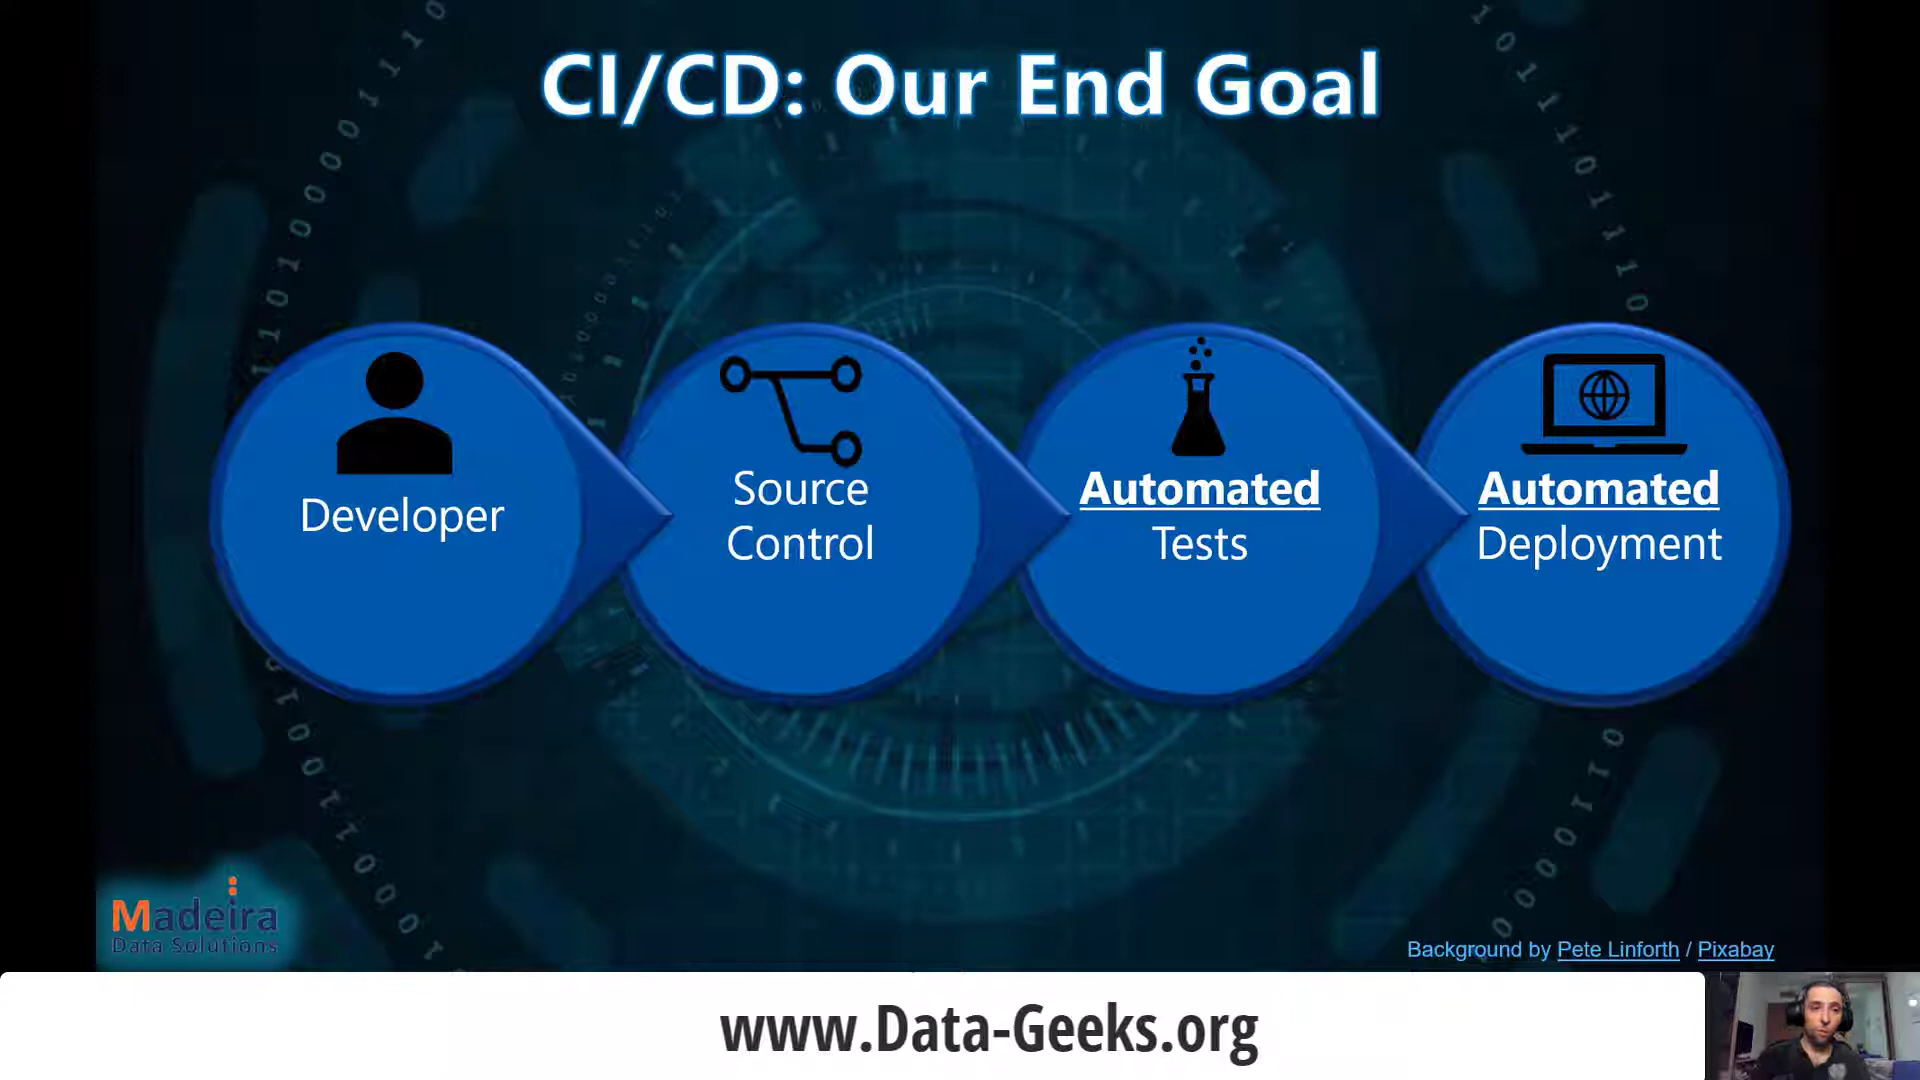 CI/CD: Our End Goal
Developer
Source
Control
Automated
Tests
Automated
Deployment
Madeira
Data Solutions
Background by Pete Linforth / Pixabay
www.Data-Geeks.org